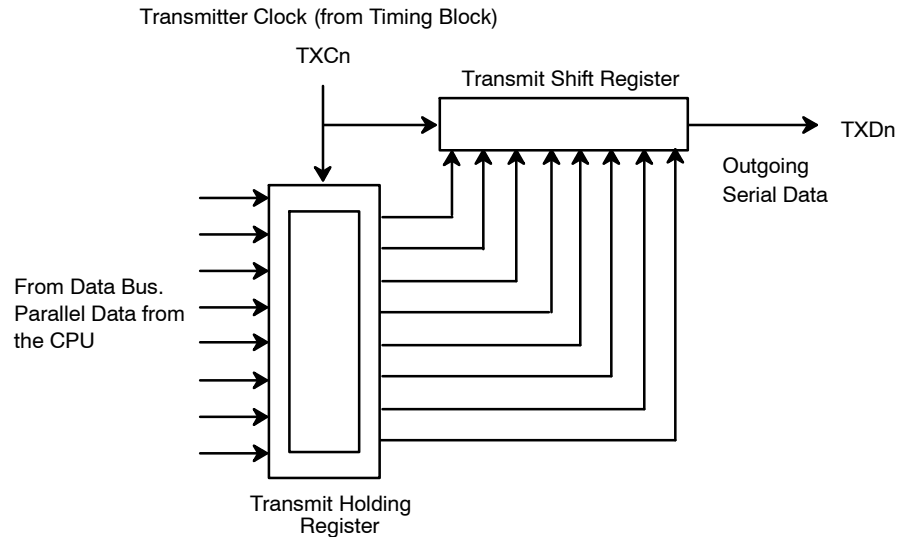 Transmitter Clock (from Timing Block)
TXCn
Transmit Shift Register
TXDn
Outgoing
Serial Data
From Data Bus.
Parallel Data from
the CPU
Transmit Holding
Register